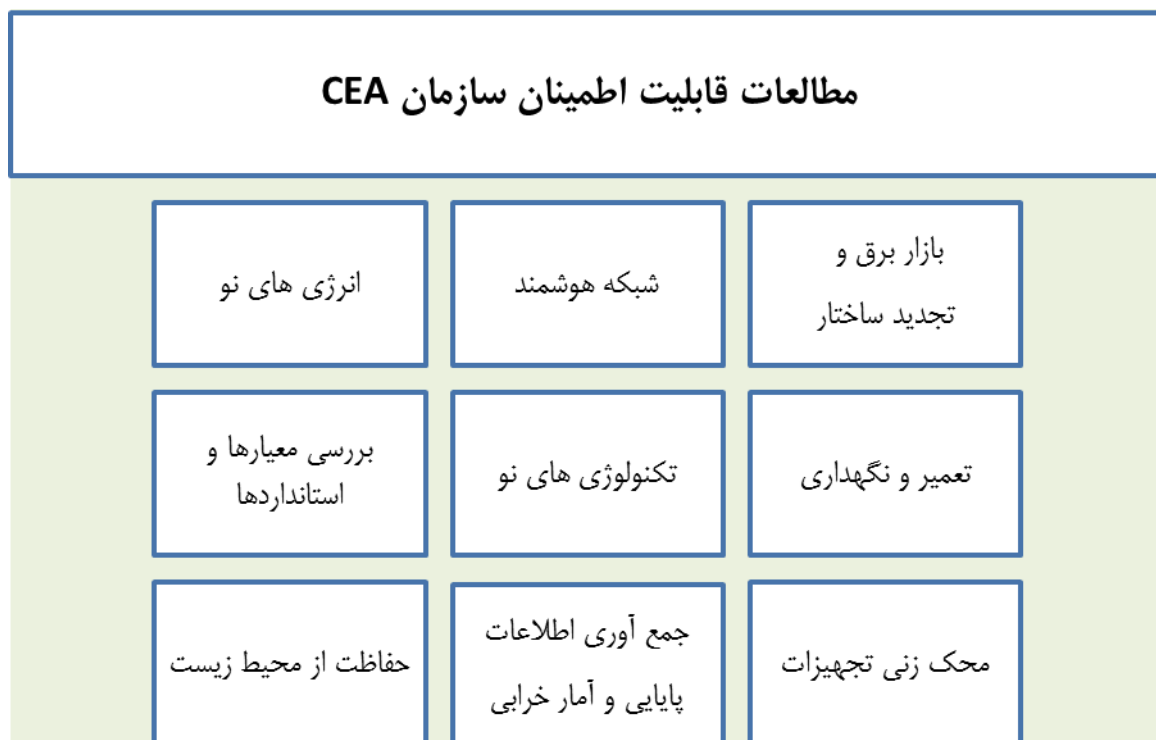 مطالعات قابلیت اطمینان سازمان CEA
بازار برق و
تجدید ساختار
شبکه هوشمند
انرژی های نو
تعمیر و نگهداری
تکنولوژی های نو
بررسی معیارها و
استانداردها
محک زنی تجهیزات
جمع آوری اطلاعات
پایایی و آمار خرابی
حفاظت از محیط زیست